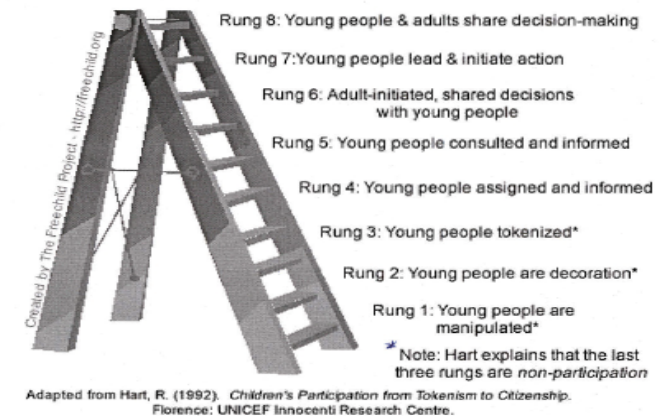 Rung 8: Young people & adults share decision-making
Rung 7:Young people lead & initiate action
Rung 6: Adult-initiated, shared decisions
with young people
Rung 5: Young people consulted and informed
Rung 4: Young people assigned and informed
Rung 3: Young people tokenized*
Rung 2: Young people are decoration*
Rung 1: Young people are
manipulated*
*
Note: Hart explains that the last
three rungs are non-participation
Created by The Freechild Project - http://freechild.org
Adapted from Hart, R. (1992). Children's Participation from Tokenism to Citizenship.
Florence: UNICEF Innocenti Research Centre.